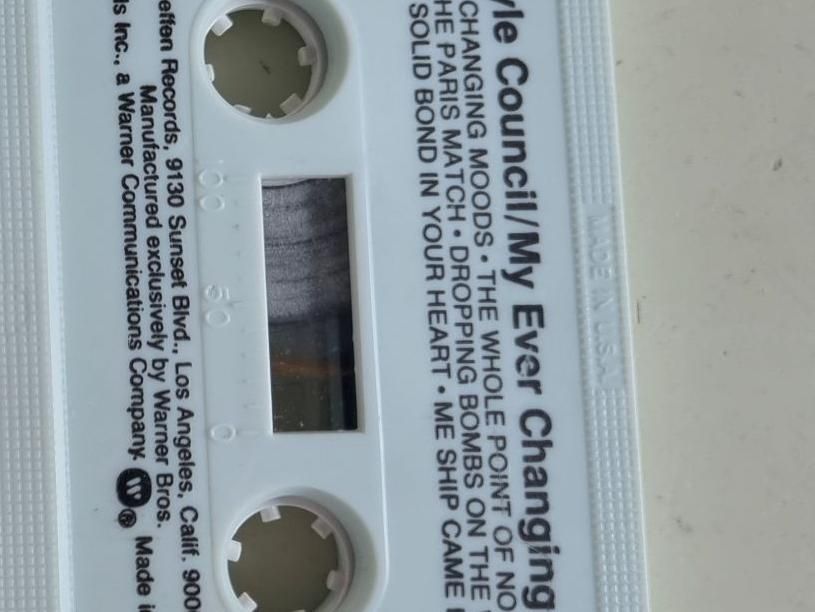 MADE IN U.S.A.
yle Council/My Ever Changing
CHANGING MOODS • THE WHOLE POINT OF NO
HE PARIS MATCH • DROPPING BOMBS ON THE
SOLID BOND IN YOUR HEART • ME SHIP CAME
100 50 0
effen Records, 9130 Sunset Blvd., Los Angeles, Calif. 900
Manufactured exclusively by Warner Bros.
ls Inc., a Warner Communications Company. W ® Made i